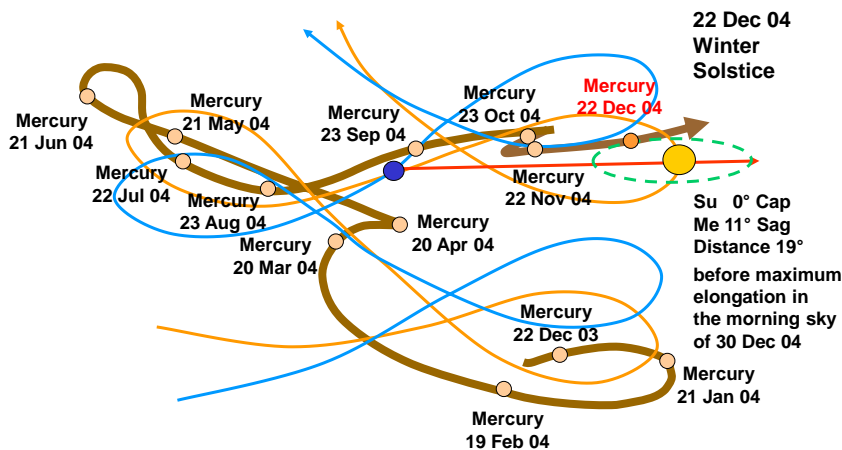 22 Dec 04
Winter
Solstice
Mercury
22 Dec 04
Mercury
23 Oct 04
Mercury
23 Sep 04
Mercury
21 May 04
Mercury
21 Jun 04
Mercury
22 Jul 04
Mercury
23 Aug 04
Mercury
22 Nov 04
Mercury
20 Apr 04
Mercury
20 Mar 04
Su 0° Cap
Me 11° Sag
Distance 19°
before maximum
elongation in
the morning sky
of 30 Dec 04
Mercury
22 Dec 03
Mercury
21 Jan 04
Mercury
19 Feb 04